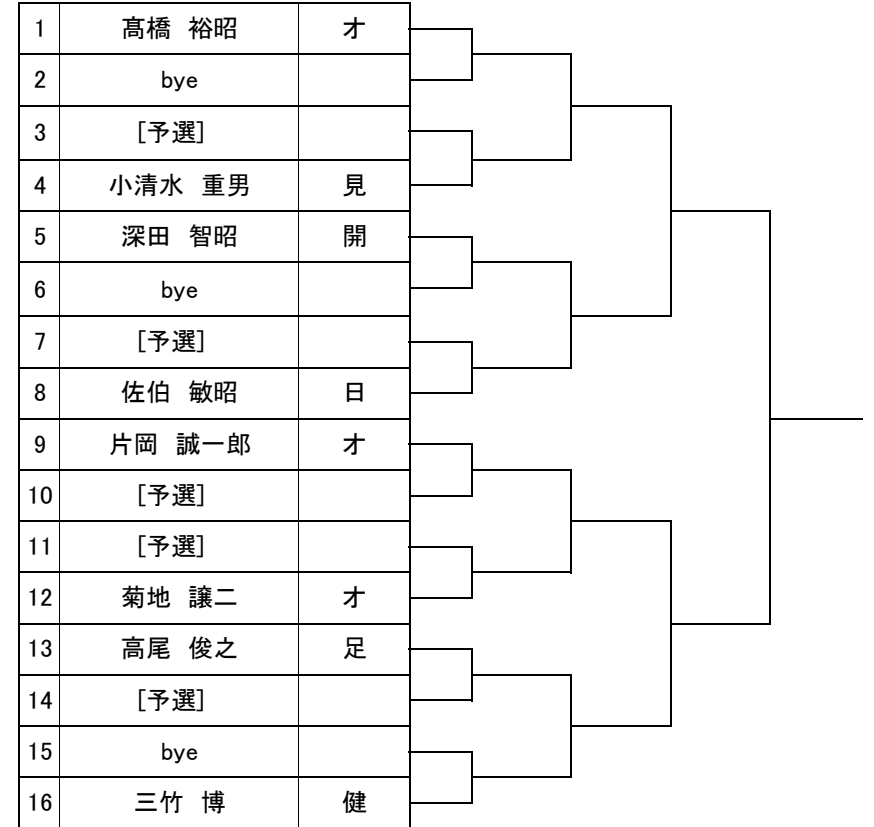 1 髙橋 裕昭 才
2 bye
3 [予選]
4 小清水 重男 見
5 深田 智昭 開
6 bye
7 [予選]
8 佐伯 敏昭 日
9 片岡 誠一郎 才
10 [予選]
11 [予選]
12 菊地 譲二 才
13 高尾 俊之 足
14 [予選]
15 bye
16 三竹 博 健